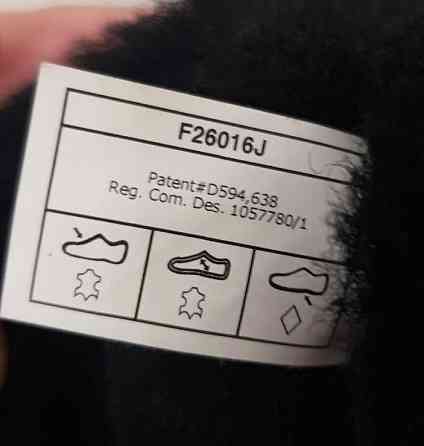 F26016J
Patent#D594,638
Reg. Com. Des. 1057780/1